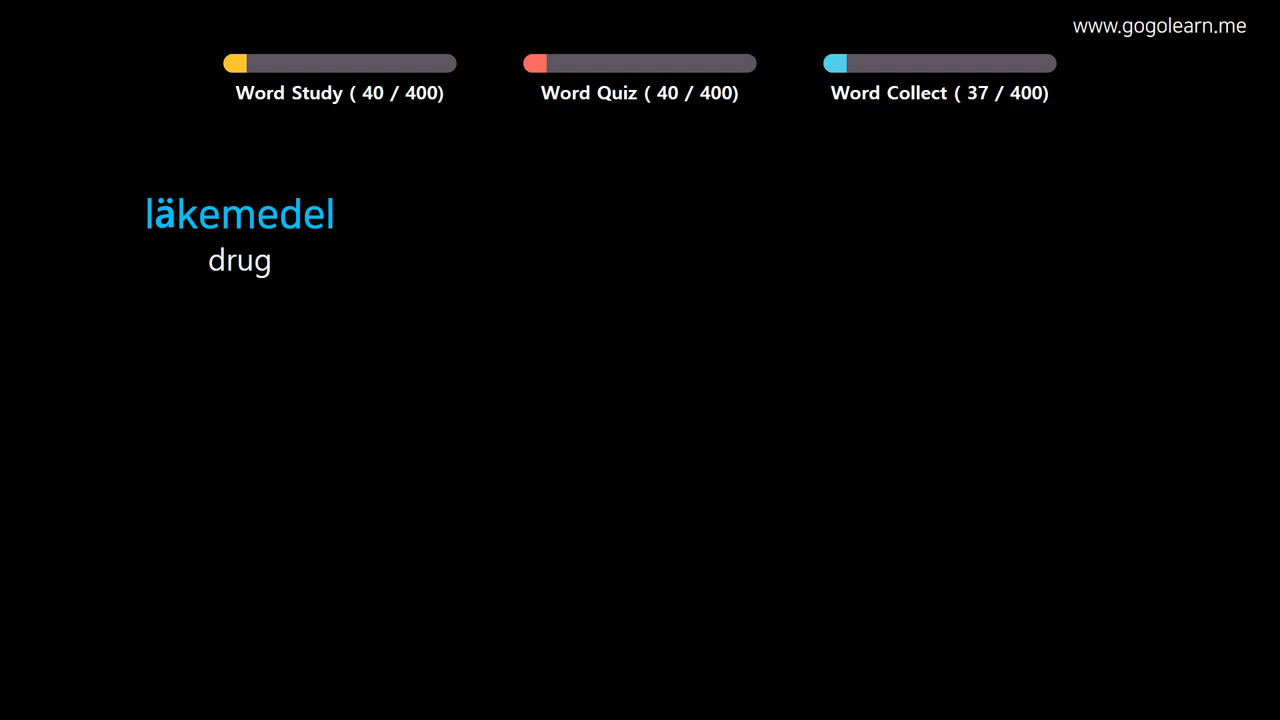 www.gogolearn.me
Word Study ( 40 / 400)
Word Quiz ( 40 / 400)
Word Collect ( 37 / 400)
läkemedel
drug